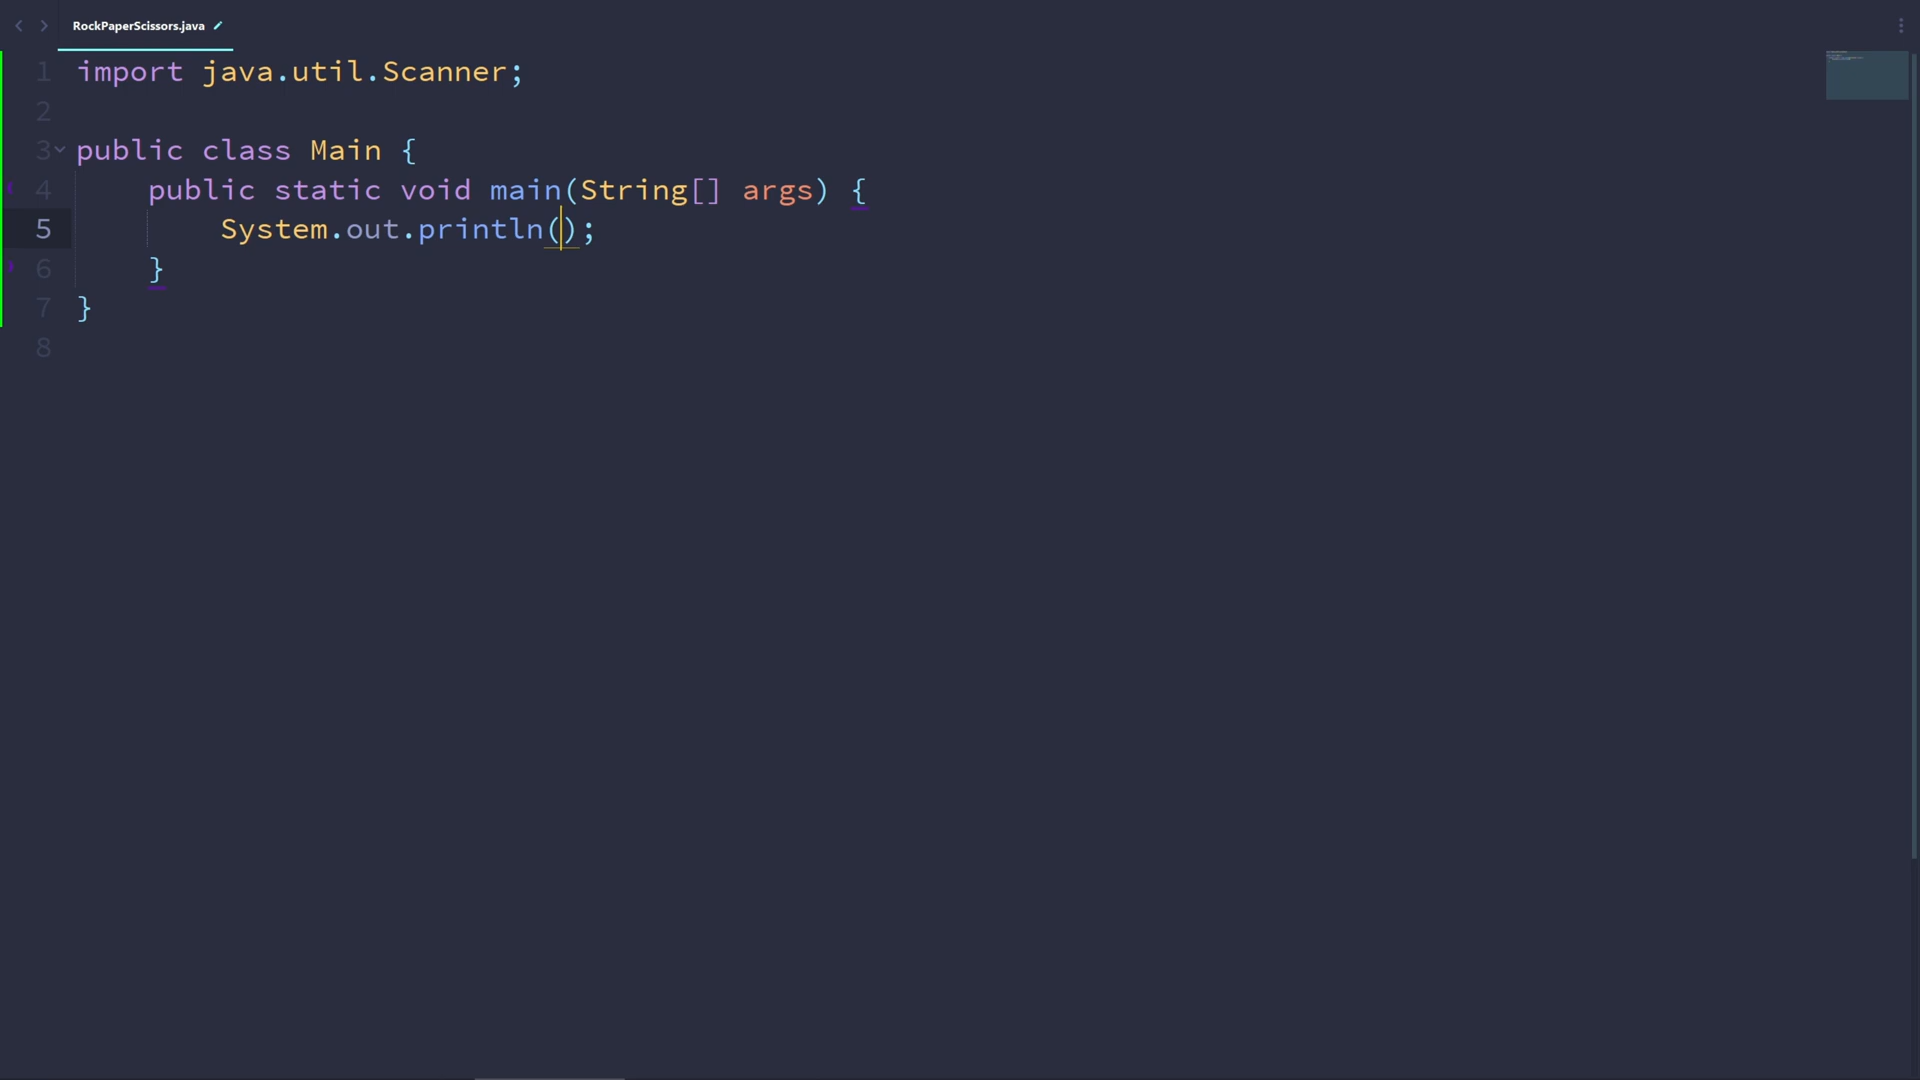 RockPaperScissors.java
1 import java.util.Scanner;
2
3 public class Main {
4     public static void main(String[] args) {
5         System.out.println();
6     }
7 }
8